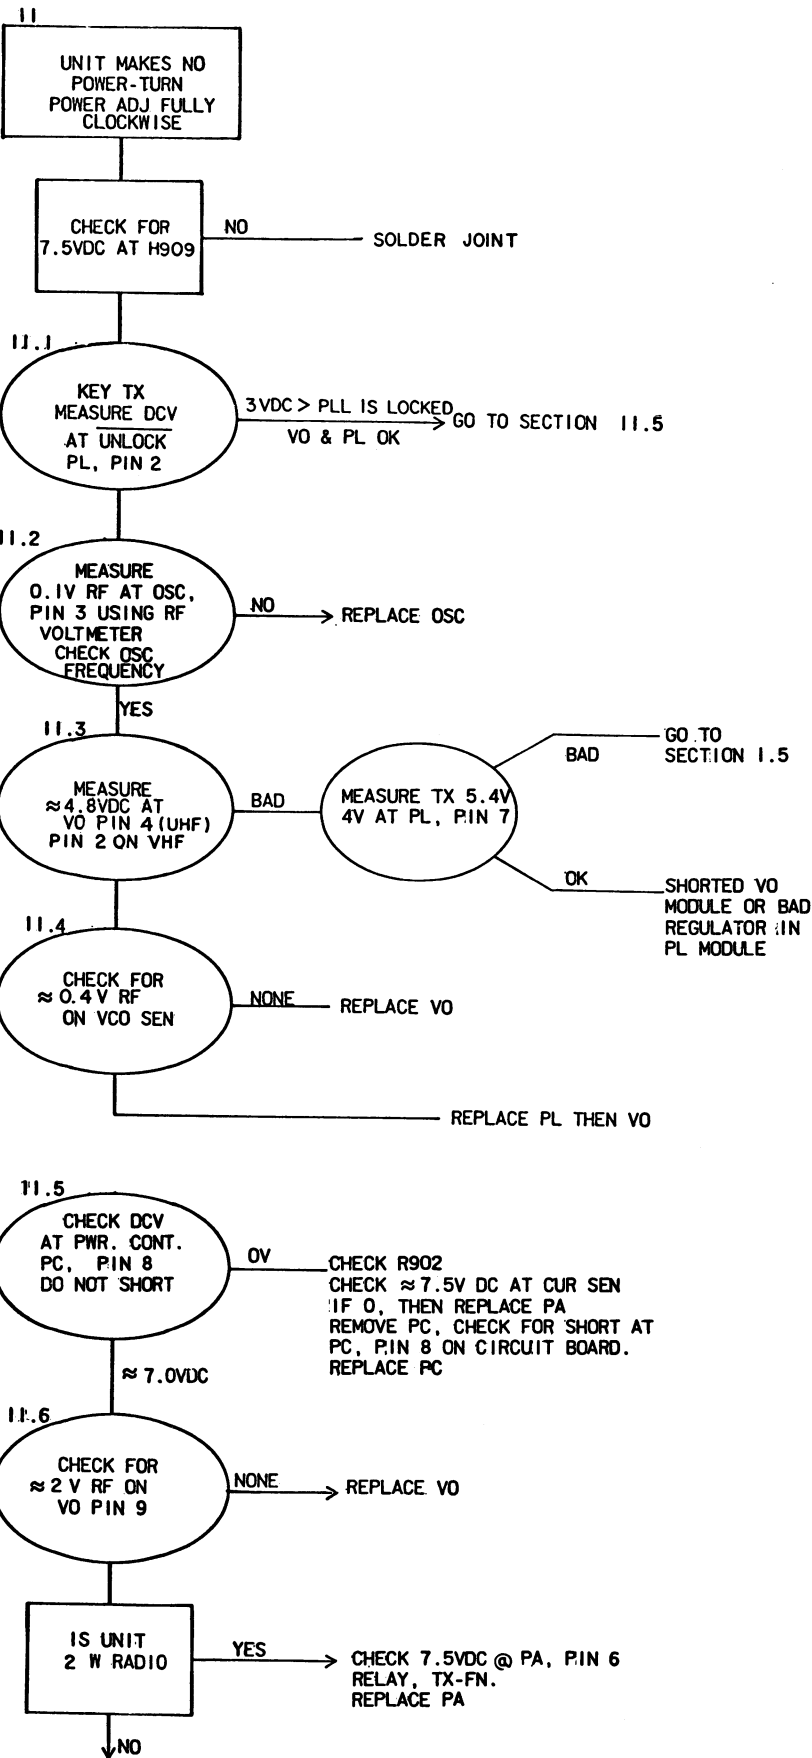 11
UNIT MAKES NO
POWER-TURN
POWER ADJ FULLY
CLOCKWISE
CHECK FOR
7.5VDC AT H909
NO
SOLDER JOINT
11.1
KEY TX
MEASURE DCV
AT UNLOCK
PL, PIN 2
3VDC > PLL IS LOCKED
VO & PL OK
GO TO SECTION 11.5
11.2
MEASURE
0.1V RF AT OSC,
PIN 3 USING RF
VOLTMETER
CHECK OSC
FREQUENCY
NO
REPLACE OSC
YES
11.3
MEASURE
≈4.8VDC AT
VO PIN 4 (UHF)
PIN 2 ON VHF
BAD
MEASURE TX 5.4V
4V AT PL, PIN 7
BAD
GO TO
SECTION 1.5
OK
SHORTED VO
MODULE OR BAD
REGULATOR IN
PL MODULE
11.4
CHECK FOR
≈0.4V RF
ON VCO SEN
NONE
REPLACE VO
REPLACE PL THEN VO
11.5
CHECK DCV
AT PWR. CONT.
PC, PIN 8
DO NOT SHORT
0V
CHECK R902
CHECK ≈7.5V DC AT CUR SEN
IF 0, THEN REPLACE PA
REMOVE PC, CHECK FOR SHORT AT
PC, PIN 8 ON CIRCUIT BOARD.
REPLACE PC
≈7.0VDC
11.6
CHECK FOR
≈2V RF ON
VO PIN 9
NONE
REPLACE VO
IS UNIT
2 W RADIO
YES
CHECK 7.5VDC @ PA, PIN 6
RELAY, TX-FN.
REPLACE PA
NO